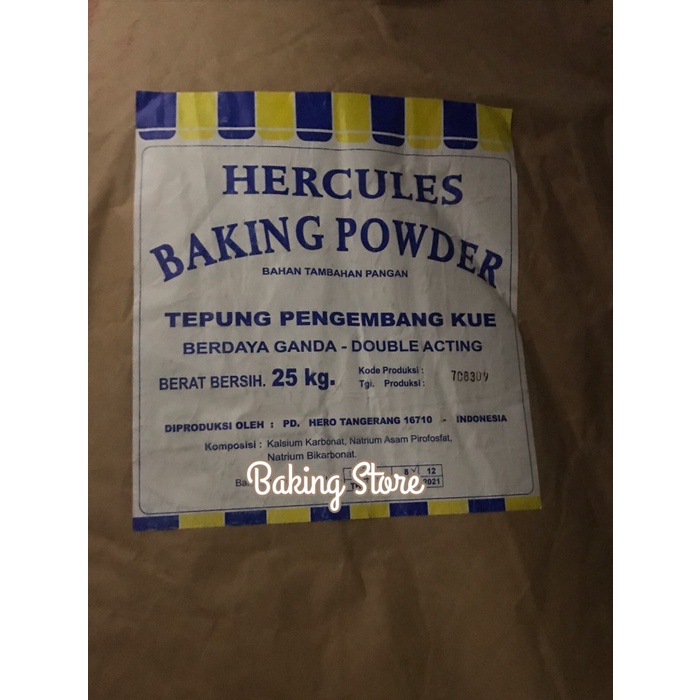 HERCULES
BAKING POWDER
BAHAN TAMBAHAN PANGAN
TEPUNG PENGEMBANG KUE
BERDAYA GANDA - DOUBLE ACTING
BERAT BERSIH. 25 kg.
Kode Produksi :
Tgl. Produksi :
708309
DIPRODUKSI OLEH : PD. HERO TANGERANG 16710 - INDONESIA
Komposisi : Kalsium Karbonat, Natrium Asam Pirofosfat,
Natrium Bikarbonat.
8 12
2021
Baking Store